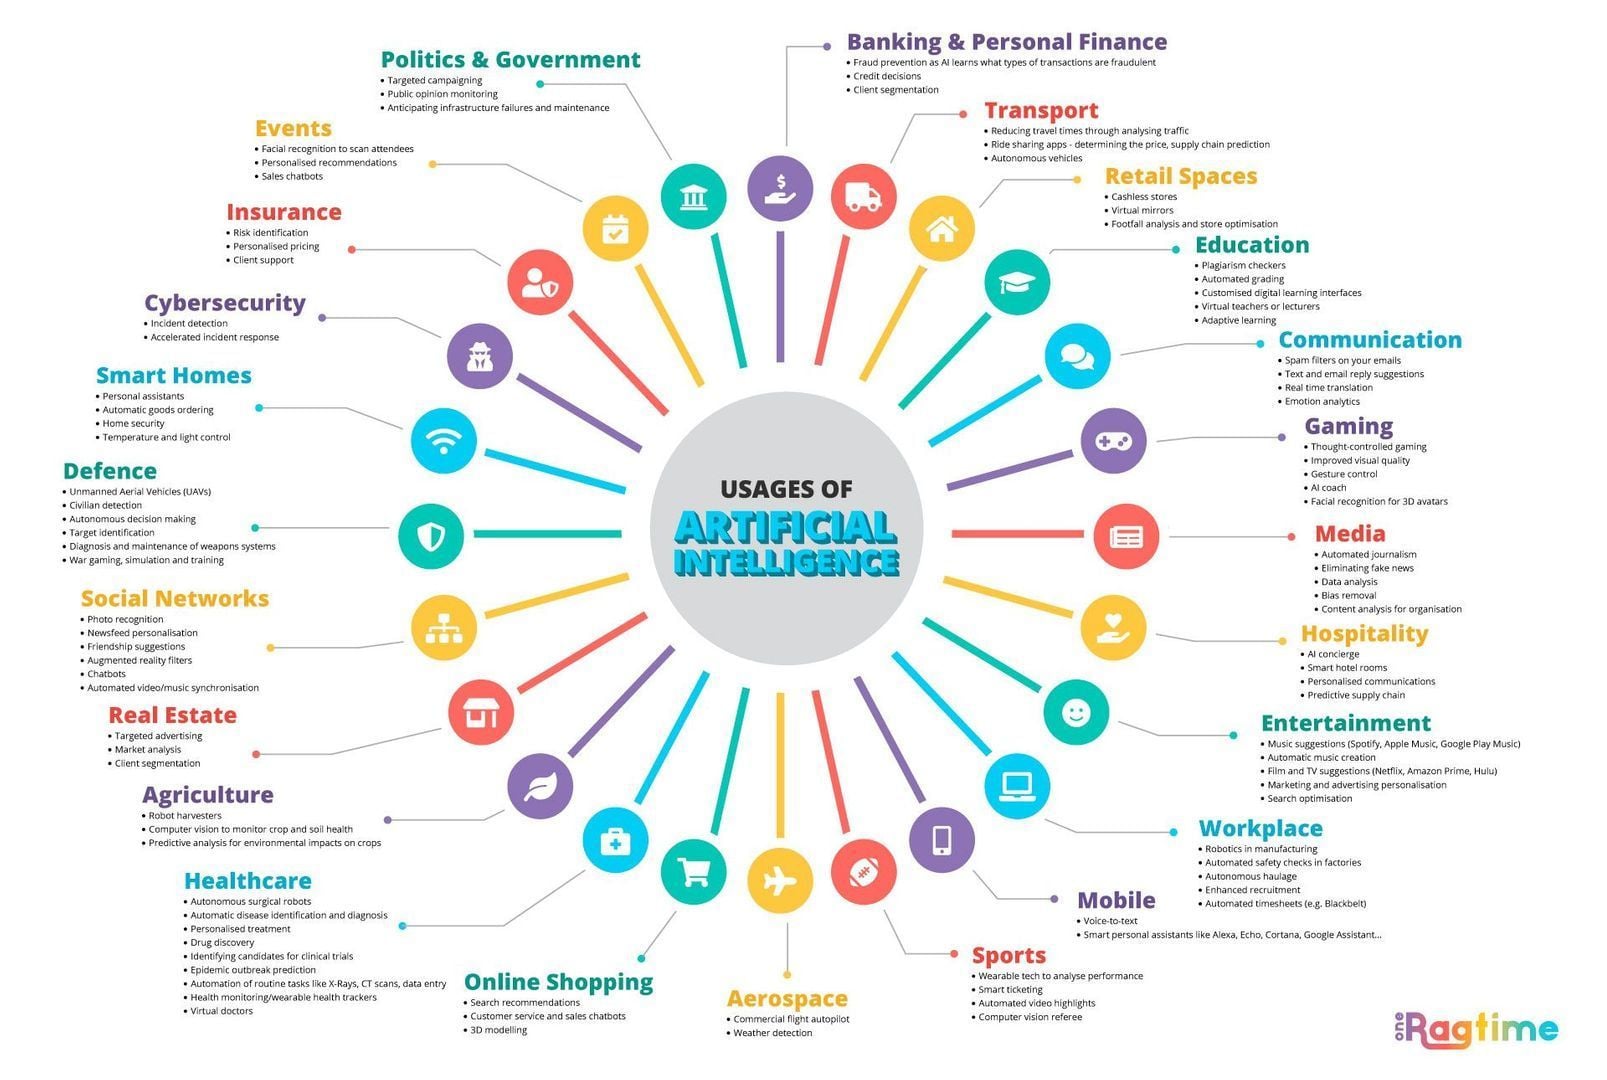 USAGES OF
ARTIFICIAL
INTELLIGENCE
Banking & Personal Finance
• Fraud prevention as AI learns what types of transactions are fraudulent
• Credit decisions
• Client segmentation
Transport
• Reducing travel times through analysing traffic
• Ride sharing apps - determining the price, supply chain prediction
• Autonomous vehicles
Retail Spaces
• Cashless stores
• Virtual mirrors
• Footfall analysis and store optimisation
Education
• Plagiarism checkers
• Automated grading
• Customised digital learning interfaces
• Virtual teachers or lecturers
• Adaptive learning
Communication
• Spam filters on your emails
• Text and email reply suggestions
• Real time translation
• Emotion analytics
Gaming
• Thought-controlled gaming
• Improved visual quality
• Gesture control
• AI coach
• Facial recognition for 3D avatars
Media
• Automated journalism
• Eliminating fake news
• Data analysis
• Bias removal
• Content analysis for organisation
Hospitality
• AI concierge
• Smart hotel rooms
• Personalised communications
• Predictive supply chain
Entertainment
• Music suggestions (Spotify, Apple Music, Google Play Music)
• Automatic music creation
• Film and TV suggestions (Netflix, Amazon Prime, Hulu)
• Marketing and advertising personalisation
• Search optimisation
Workplace
• Robotics in manufacturing
• Automated safety checks in factories
• Autonomous haulage
• Enhanced recruitment
• Automated timesheets (e.g. Blackbelt)
Mobile
• Voice-to-text
• Smart personal assistants like Alexa, Echo, Cortana, Google Assistant...
Sports
• Wearable tech to analyse performance
• Smart ticketing
• Automated video highlights
• Computer vision referee
Aerospace
• Commercial flight autopilot
• Weather detection
Online Shopping
• Search recommendations
• Customer service and sales chatbots
• 3D modelling
Healthcare
• Autonomous surgical robots
• Automatic disease identification and diagnosis
• Personalised treatment
• Drug discovery
• Identifying candidates for clinical trials
• Epidemic outbreak prediction
• Automation of routine tasks like X-Rays, CT scans, data entry
• Health monitoring/wearable health trackers
• Virtual doctors
Agriculture
• Robot harvesters
• Computer vision to monitor crop and soil health
• Predictive analysis for environmental impacts on crops
Real Estate
• Targeted advertising
• Market analysis
• Client segmentation
Social Networks
• Photo recognition
• Newsfeed personalisation
• Friendship suggestions
• Augmented reality filters
• Chatbots
• Automated video/music synchronisation
Defence
• Unmanned Aerial Vehicles (UAVs)
• Civilian detection
• Autonomous decision making
• Target identification
• Diagnosis and maintenance of weapons systems
• War gaming, simulation and training
Smart Homes
• Personal assistants
• Automatic goods ordering
• Home security
• Temperature and light control
Cybersecurity
• Incident detection
• Accelerated incident response
Insurance
• Risk identification
• Personalised pricing
• Client support
Events
• Facial recognition to scan attendees
• Personalised recommendations
• Sales chatbots
Politics & Government
• Targeted campaigning
• Public opinion monitoring
• Anticipating infrastructure failures and maintenance
$
one Ragtime